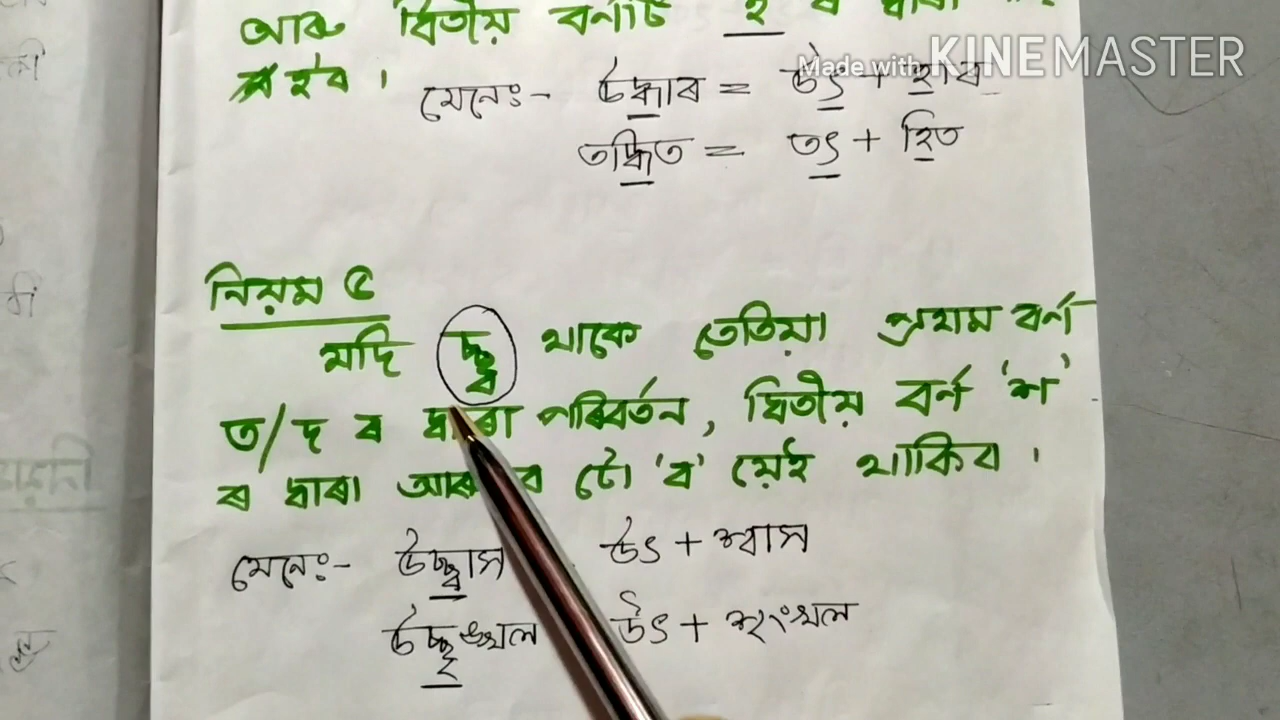 আৰু দ্বিতীয় বৰ্ণটি হ ৰ দ্বাৰা
হ'ব ।
Made with KINEMASTER
যেনেঃ- উদ্ধাৰ = উৎ + হাৰ
তদ্ধিত = তৎ + হিত
নিয়ম ৫
যদি চ্ছ্ব থাকে তেতিয়া প্ৰথম বৰ্ণ
ত/দ ৰ দ্বাৰা পৰিবৰ্তন, দ্বিতীয় বৰ্ণ 'শ'
ৰ দ্বাৰা আৰু ব টো 'ব' য়েই থাকিব ।
যেনেঃ- উচ্ছ্বাস উৎ + শ্বাস
উচ্ছৃঙ্খল উৎ + শৃংখল